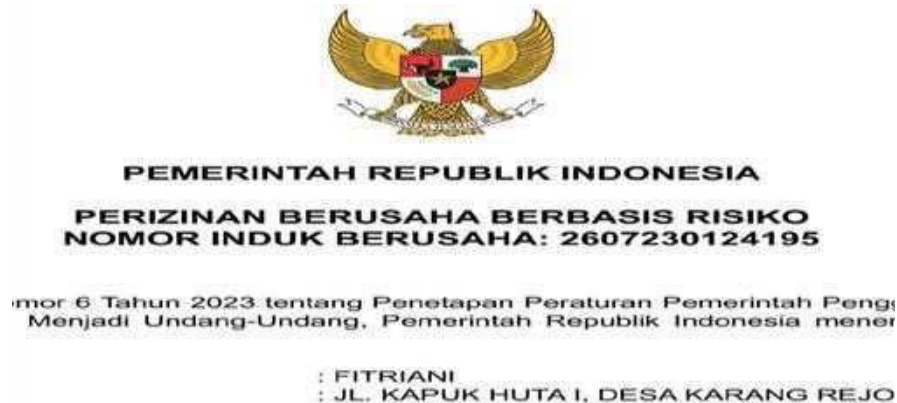 PEMERINTAH REPUBLIK INDONESIA
PERIZINAN BERUSAHA BERBASIS RISIKO
NOMOR INDUK BERUSAHA: 2607230124195
mor 6 Tahun 2023 tentang Penetapan Peraturan Pemerintah Pengg
Menjadi Undang-Undang, Pemerintah Republik Indonesia mener
: FITRIANI
: JL. KAPUK HUTA I, DESA KARANG REJO